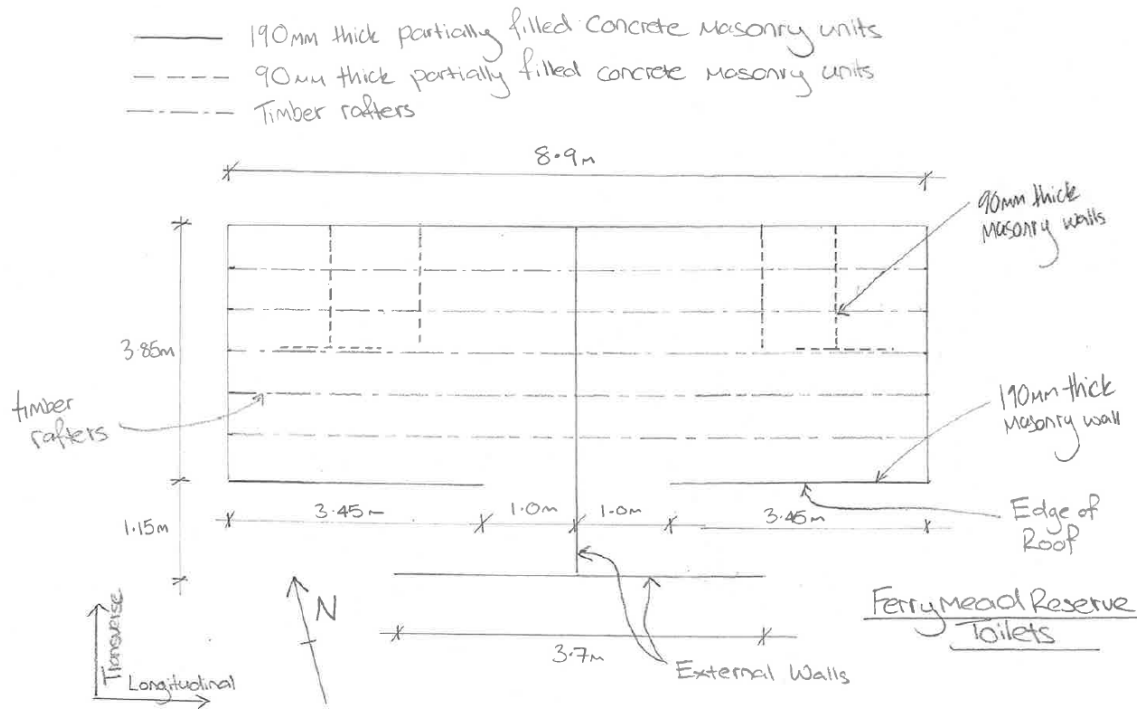 190mm thick partially filled Concrete Masonry units
90mm thick partially filled concrete masonry units
Timber rafters
8.9m
90mm thick
Masonry walls
3.85m
timber
rafters
190mm thick
Masonry wall
3.45m
1.0m
1.0m
3.45m
1.15m
Edge of
Roof
N
Ferrymead Reserve
Toilets
3.7m
External Walls
Transverse
Longitudinal